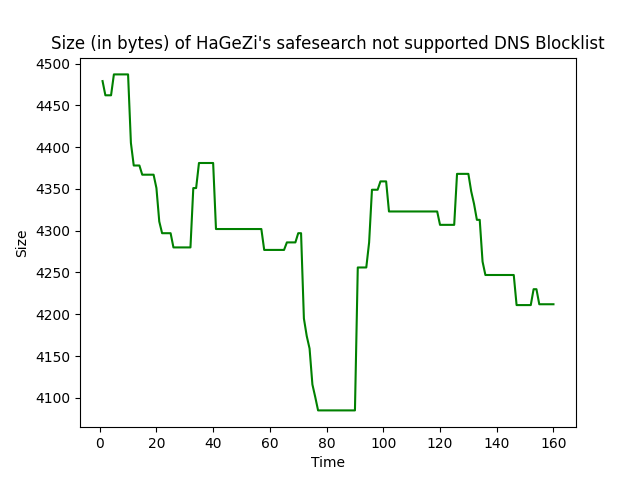 Size (in bytes) of HaGeZi's safesearch not supported DNS Blocklist
4500
4450
4400
4350
4300
4250
4200
4150
4100
Size
0 20 40 60 80 100 120 140 160
Time